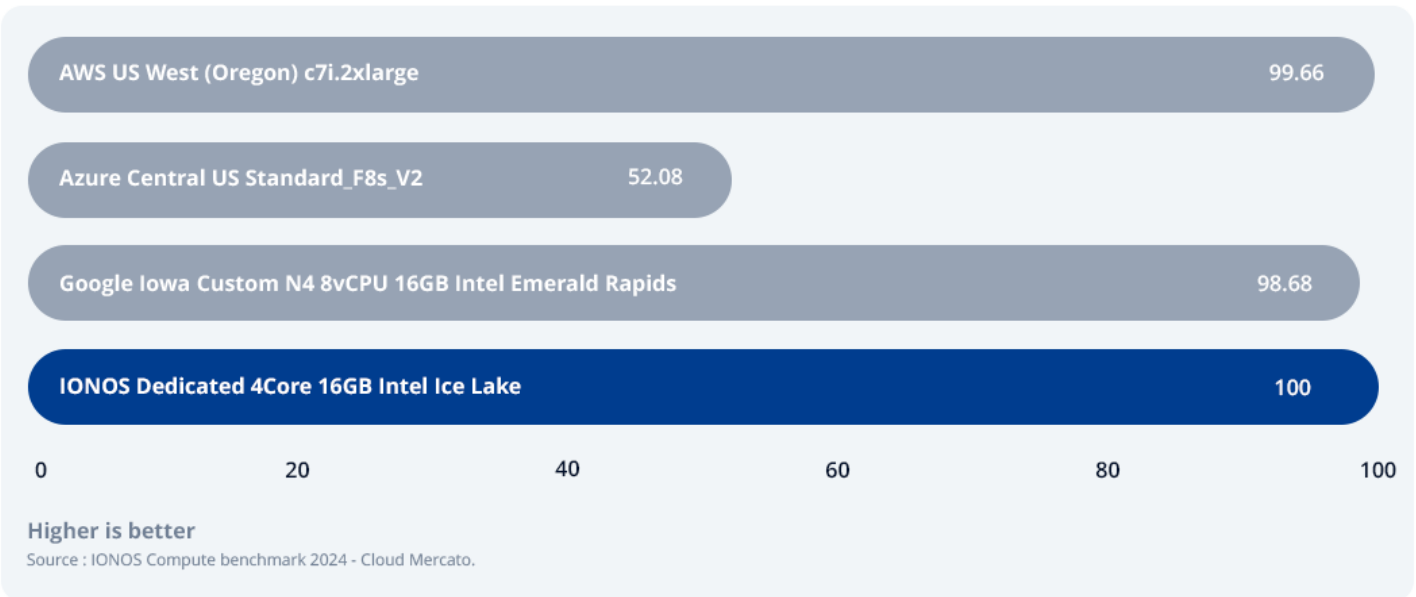 AWS US West (Oregon) c7i.2xlarge 99.66
Azure Central US Standard_F8s_V2 52.08
Google Iowa Custom N4 8vCPU 16GB Intel Emerald Rapids 98.68
IONOS Dedicated 4Core 16GB Intel Ice Lake 100
0 20 40 60 80 100
Higher is better
Source : IONOS Compute benchmark 2024 - Cloud Mercato.